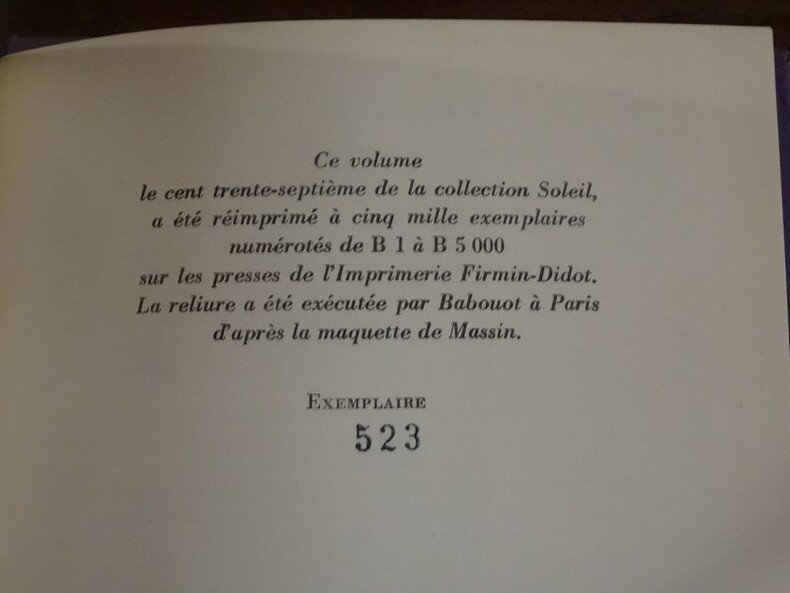 Ce volume
le cent trente-septième de la collection Soleil,
a été réimprimé à cinq mille exemplaires
numérotés de B 1 à B 5 000
sur les presses de l'Imprimerie Firmin-Didot.
La reliure a été exécutée par Babouot à Paris
d'après la maquette de Massin.
EXEMPLAIRE
523